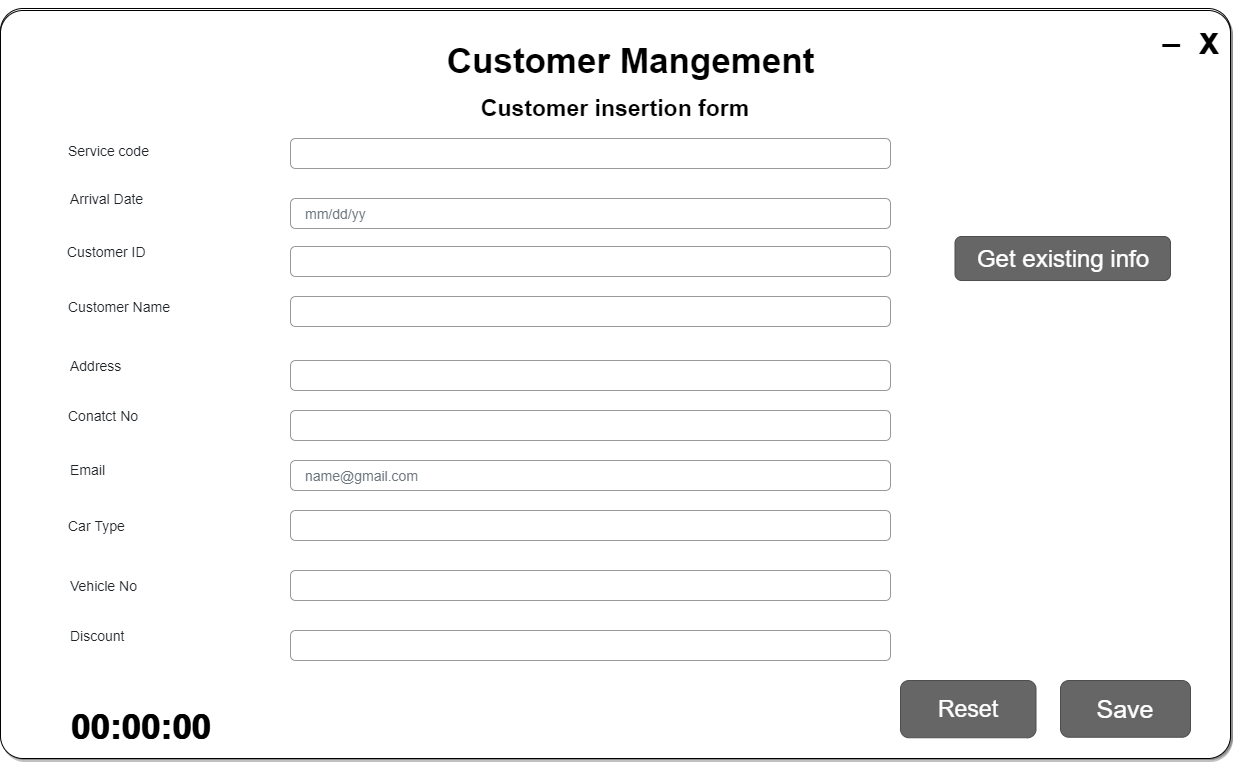 – X
Customer Mangement
Customer insertion form
Service code
Arrival Date
mm/dd/yy
Customer ID
Get existing info
Customer Name
Address
Conatct No
Email
name@gmail.com
Car Type
Vehicle No
Discount
Reset
Save
00:00:00